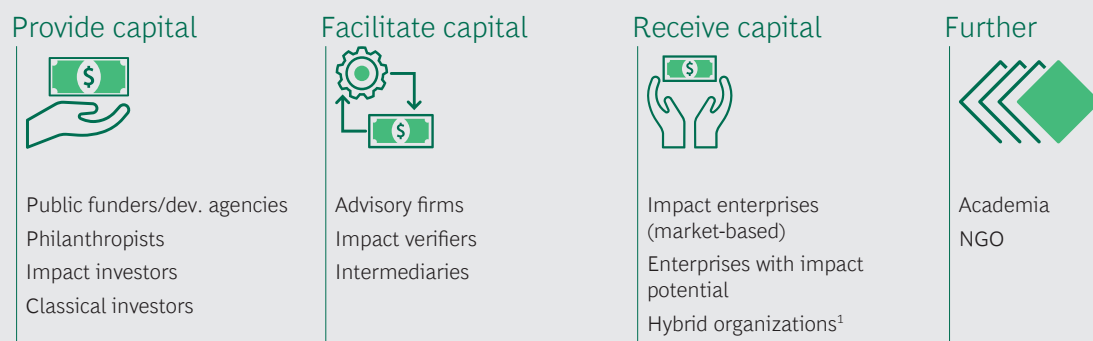 Provide capital
$
Public funders/dev. agencies
Philanthropists
Impact investors
Classical investors
Facilitate capital
$
Advisory firms
Impact verifiers
Intermediaries
Receive capital
$
Impact enterprises
(market-based)
Enterprises with impact
potential
Hybrid organizations¹
Further
Academia
NGO